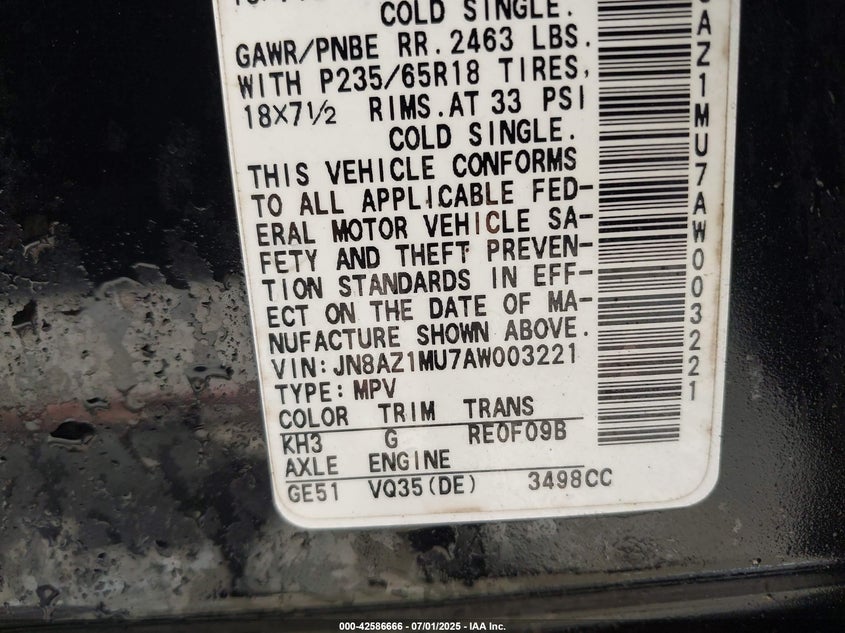 COLD SINGLE.
GAWR/PNBE RR. 2463 LBS.
WITH P235/65R18 TIRES,
18X7½ RIMS. AT 33 PSI
COLD SINGLE.
THIS VEHICLE CONFORMS
TO ALL APPLICABLE FED-
ERAL MOTOR VEHICLE SA-
FETY AND THEFT PREVEN-
TION STANDARDS IN EFF-
ECT ON THE DATE OF MA-
NUFACTURE SHOWN ABOVE.
VIN: JN8AZ1MU7AW003221
TYPE: MPV
COLOR TRIM TRANS
KH3 G RE0F09B
AXLE ENGINE
GE51 VQ35(DE) 3498CC
AZ1MU7AW003221
000-42586666 - 07/01/2025 - IAA Inc.